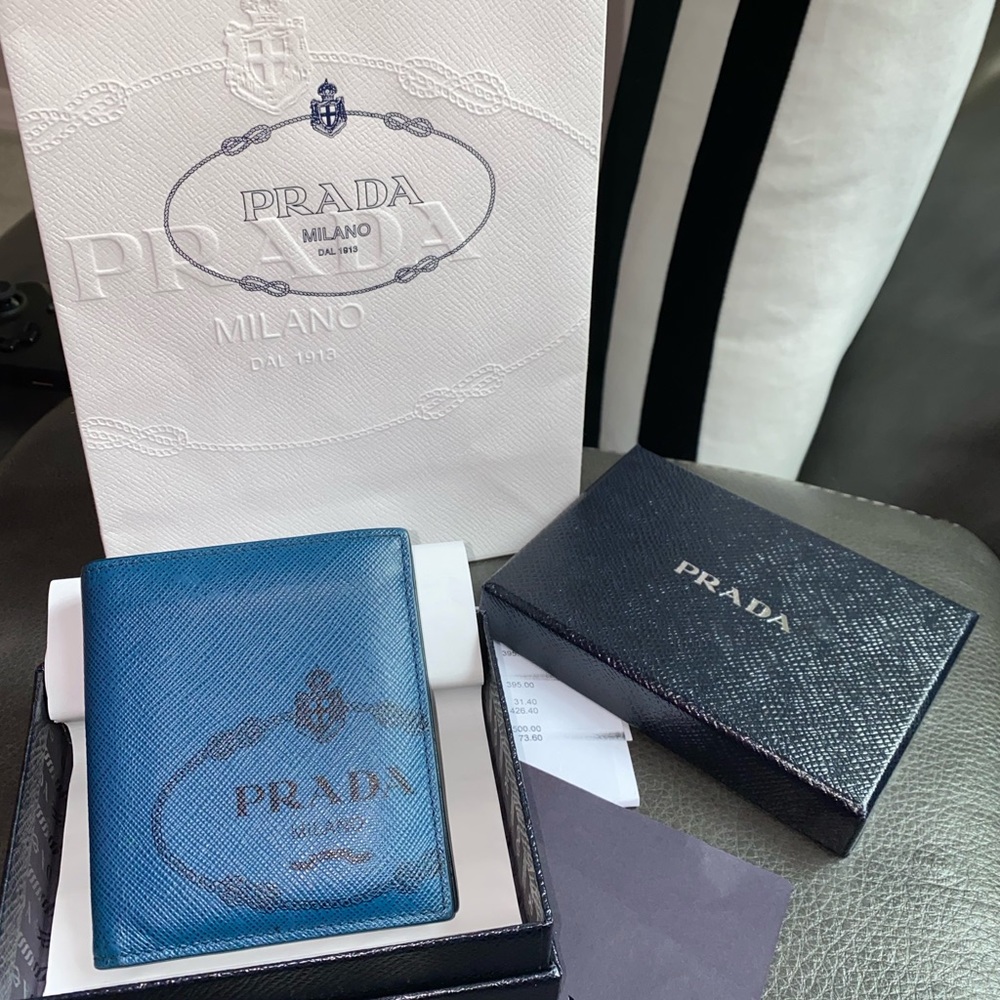 PRADA
MILANO
DAL 1913
PRADA
MILANO
DAL 1913
PRADA
395.00
31.40
426.40
500.00
73.60
PRADA
MILANO